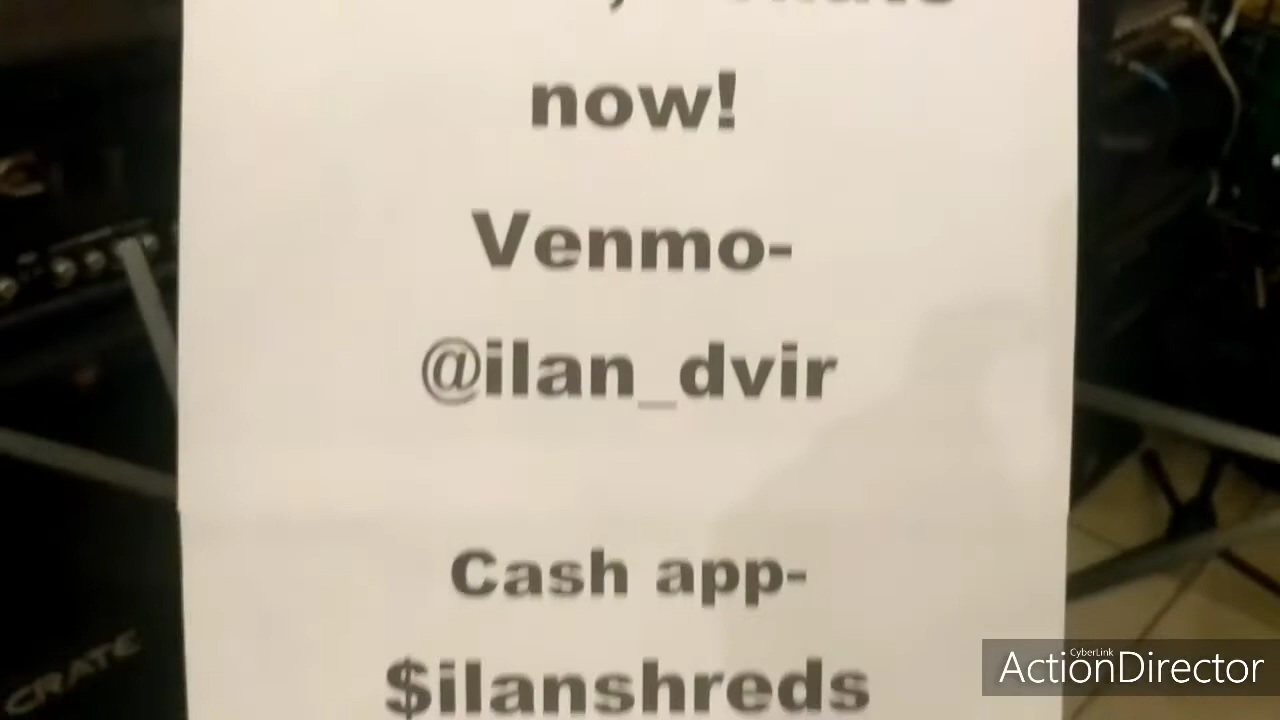 now!
Venmo-
@ilan_dvir
Cash app-
$ilanshreds
CRATE
CyberLink
ActionDirector